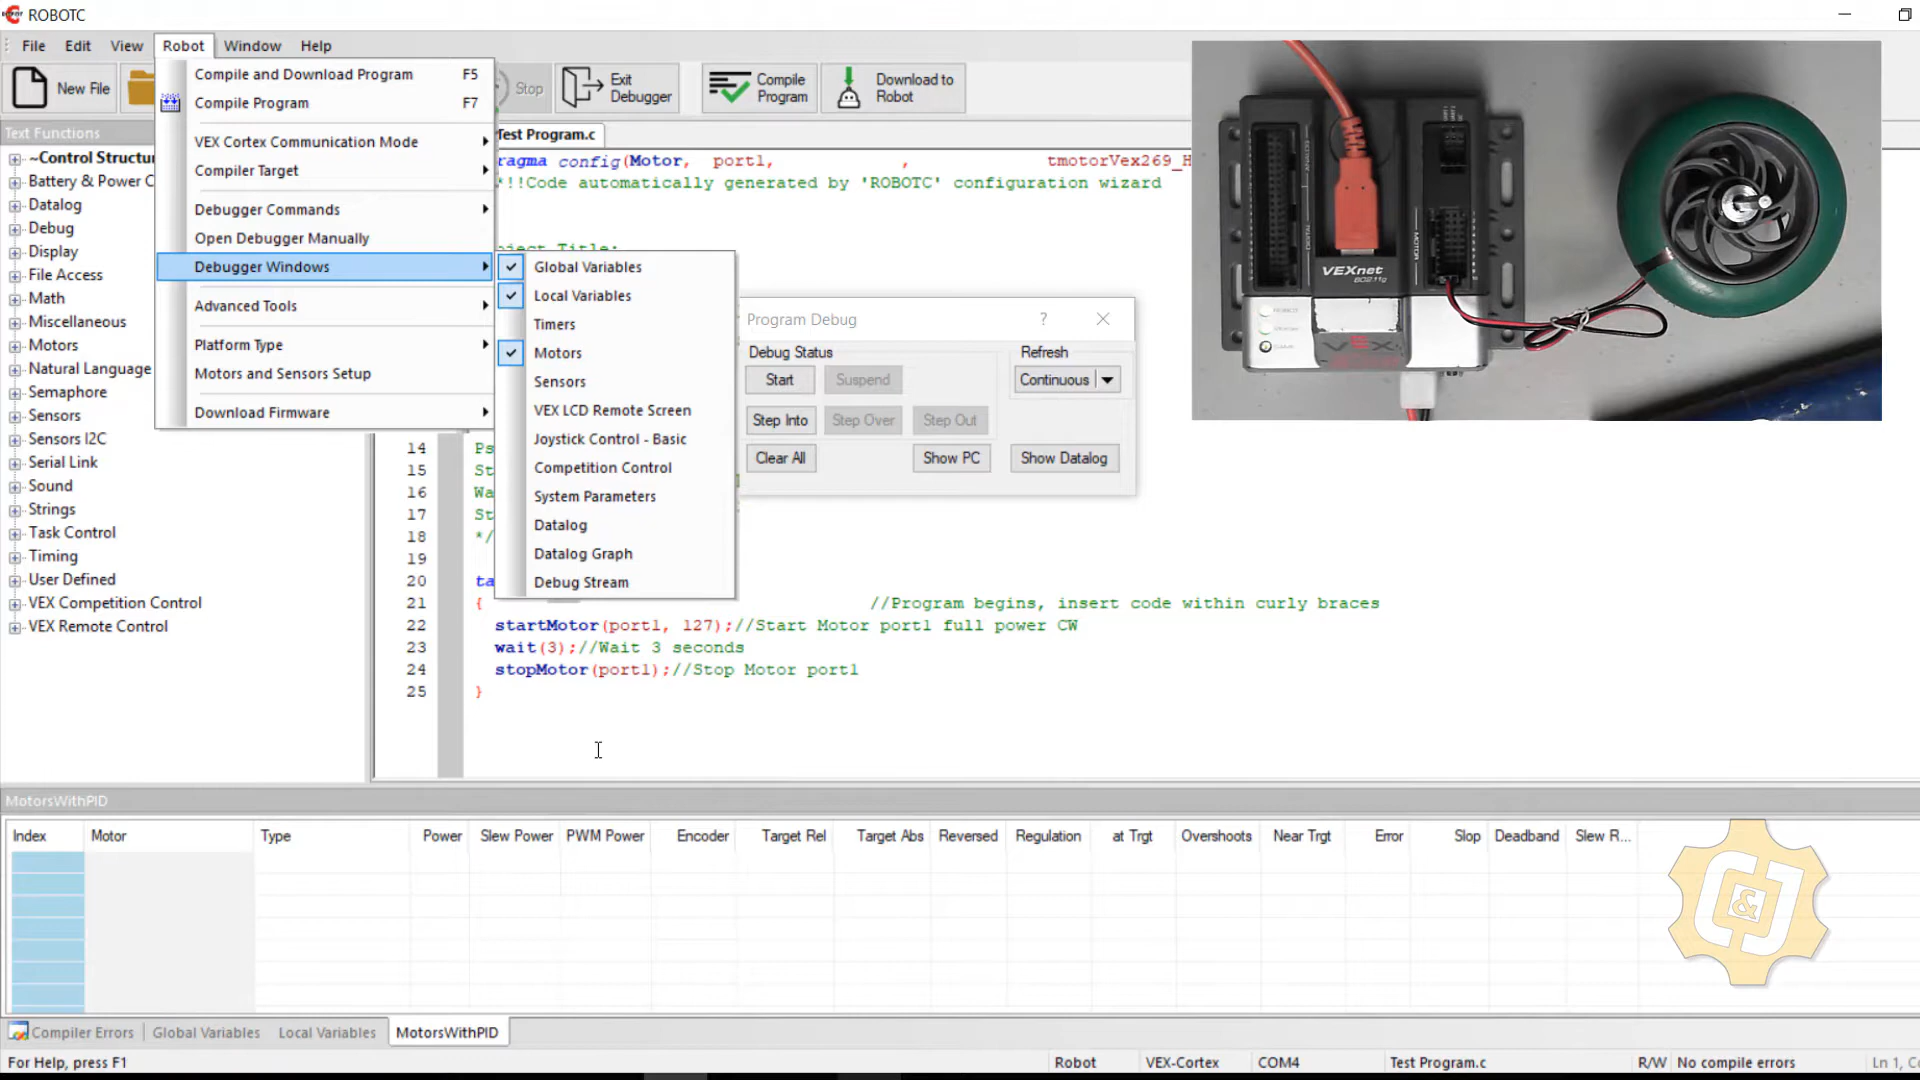 ROBOTC
File Edit View Robot Window Help
New File
Stop
Exit Debugger
Compile Program
Download to Robot
Compile and Download Program F5
Compile Program F7
VEX Cortex Communication Mode
Compiler Target
Debugger Commands
Open Debugger Manually
Debugger Windows
Advanced Tools
Platform Type
Motors and Sensors Setup
Download Firmware
Global Variables
Local Variables
Timers
Motors
Sensors
VEX LCD Remote Screen
Joystick Control - Basic
Competition Control
System Parameters
Datalog
Datalog Graph
Debug Stream
Text Functions
~Control Structu
Battery & Power C
Datalog
Debug
Display
File Access
Math
Miscellaneous
Motors
Natural Language
Semaphore
Sensors
Sensors I2C
Serial Link
Sound
Strings
Task Control
Timing
User Defined
VEX Competition Control
VEX Remote Control
Test Program.c
ragma config(Motor, port1, , tmotorVex269_H
*!!Code automatically generated by 'ROBOTC' configuration wizard
oject Title:
14 Ps
15 St
16 Wa
17 St
18 */
19
20 ta
21 { //Program begins, insert code within curly braces
22 startMotor(port1, 127);//Start Motor port1 full power CW
23 wait(3);//Wait 3 seconds
24 stopMotor(port1);//Stop Motor port1
25 }
Program Debug ?
Debug Status Refresh
Start Suspend Continuous
Step Into Step Over Step Out
Clear All Show PC Show Datalog
VEXnet
VEX
MotorsWithPID
Index Motor Type Power Slew Power PWM Power Encoder Target Rel Target Abs Reversed Regulation at Trgt Overshoots Near Trgt Error Slop Deadband Slew R...
Compiler Errors Global Variables Local Variables MotorsWithPID
For Help, press F1 Robot VEX-Cortex COM4 Test Program.c R/W No compile errors Ln 1, C